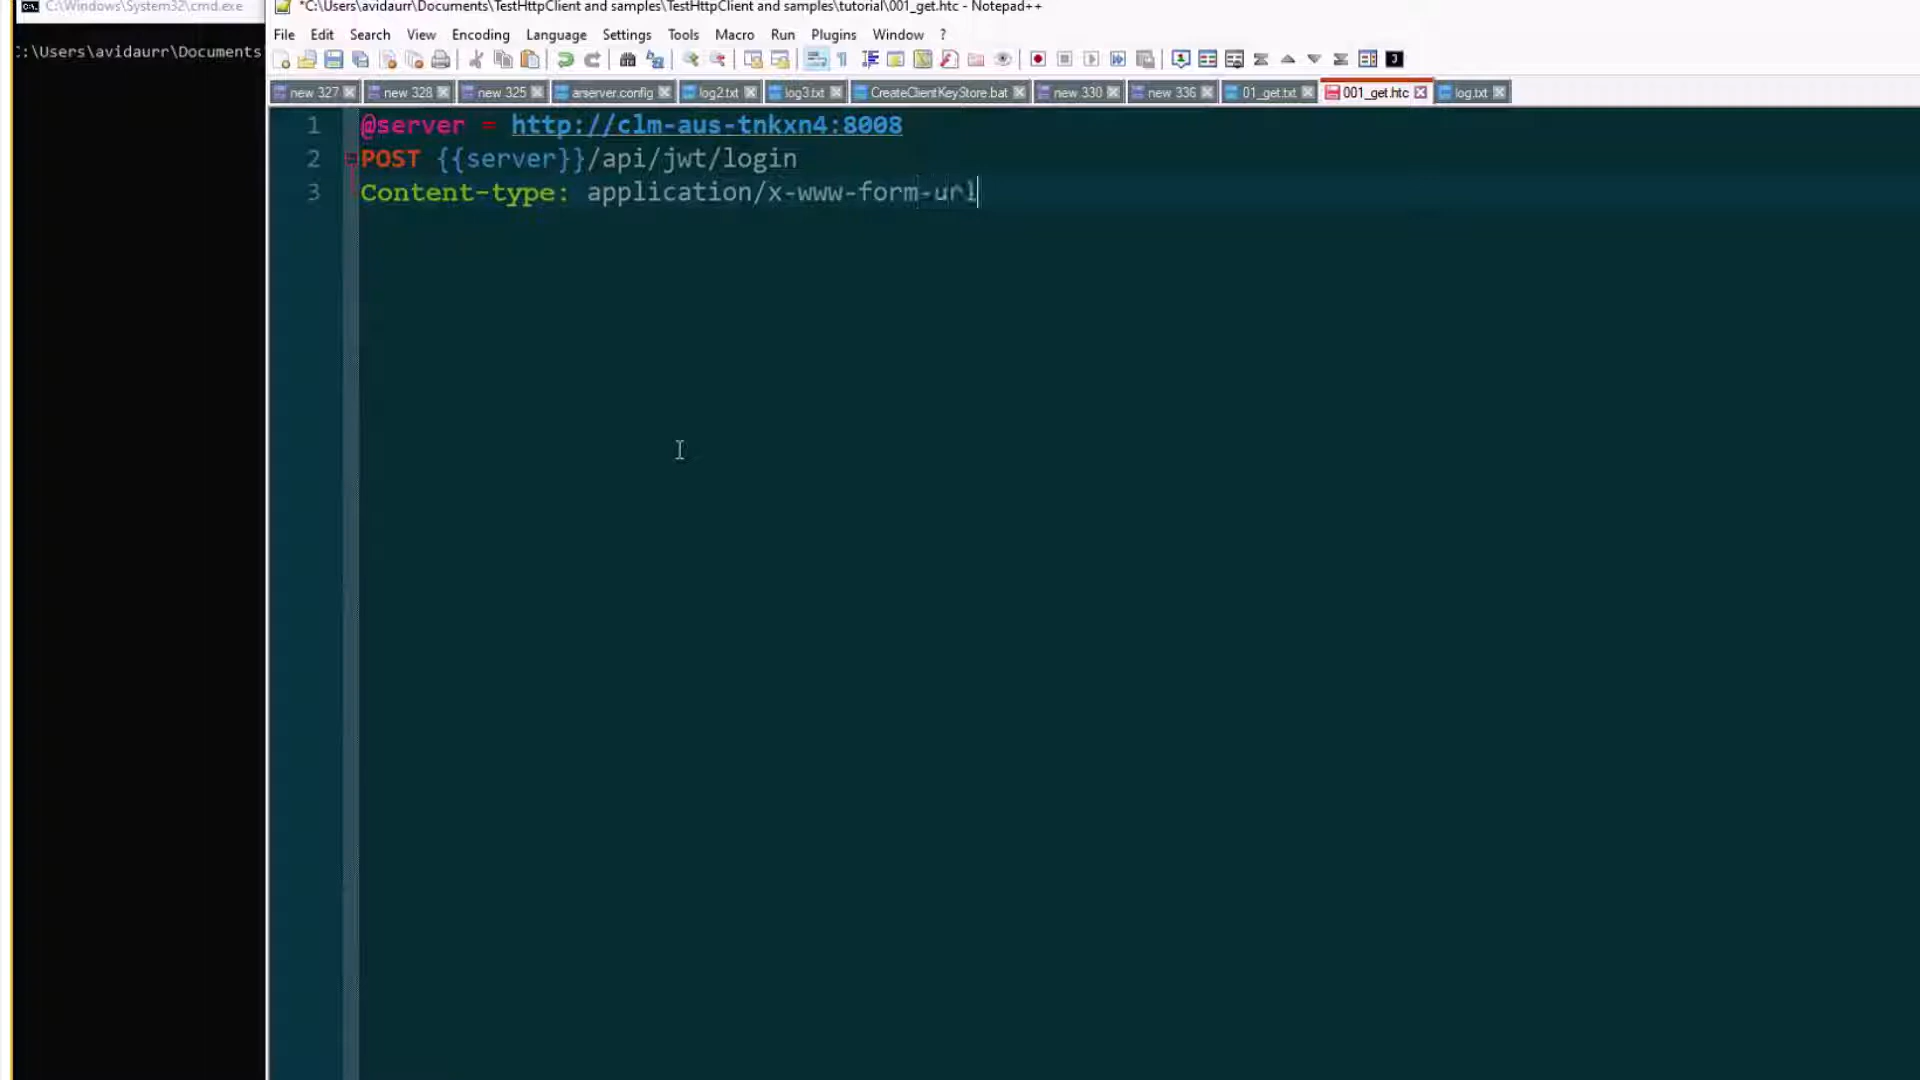 C:\Windows\System32\cmd.exe
:\Users\avidaurr\Documents
*C:\Users\avidaurr\Documents\TestHttpClient and samples\TestHttpClient and samples\tutorial\001_get.htc - Notepad++
File Edit Search View Encoding Language Settings Tools Macro Run Plugins Window ?
new 327 new 328 new 325 arserver.config log2.txt log3.txt CreateClientKeyStore.bat new 330 new 336 01_get.txt 001_get.htc log.txt
1 @server = http://clm-aus-tnkxn4:8008
2 POST {{server}}/api/jwt/login
3 Content-type: application/x-www-form-url